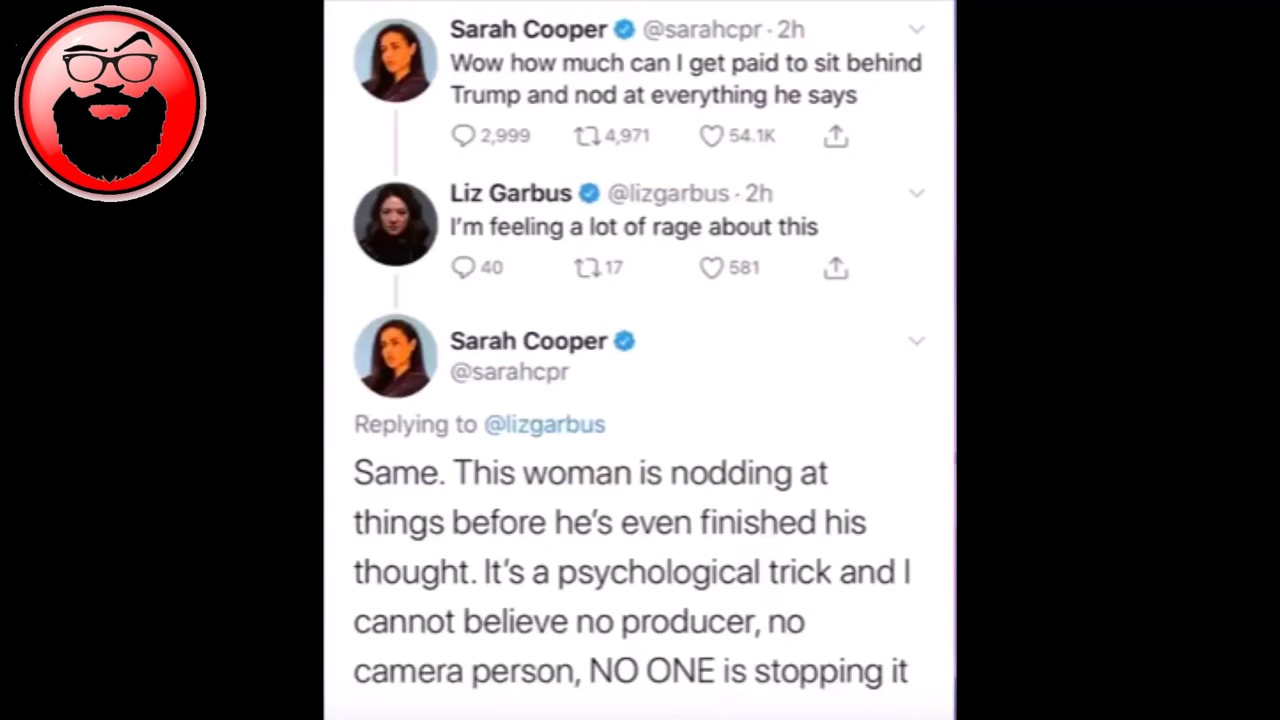 Sarah Cooper @sarahcpr · 2h
Wow how much can I get paid to sit behind
Trump and nod at everything he says
2,999 4,971 54.1K
Liz Garbus @lizgarbus · 2h
I'm feeling a lot of rage about this
40 17 581
Sarah Cooper
@sarahcpr
Replying to @lizgarbus
Same. This woman is nodding at
things before he's even finished his
thought. It's a psychological trick and I
cannot believe no producer, no
camera person, NO ONE is stopping it